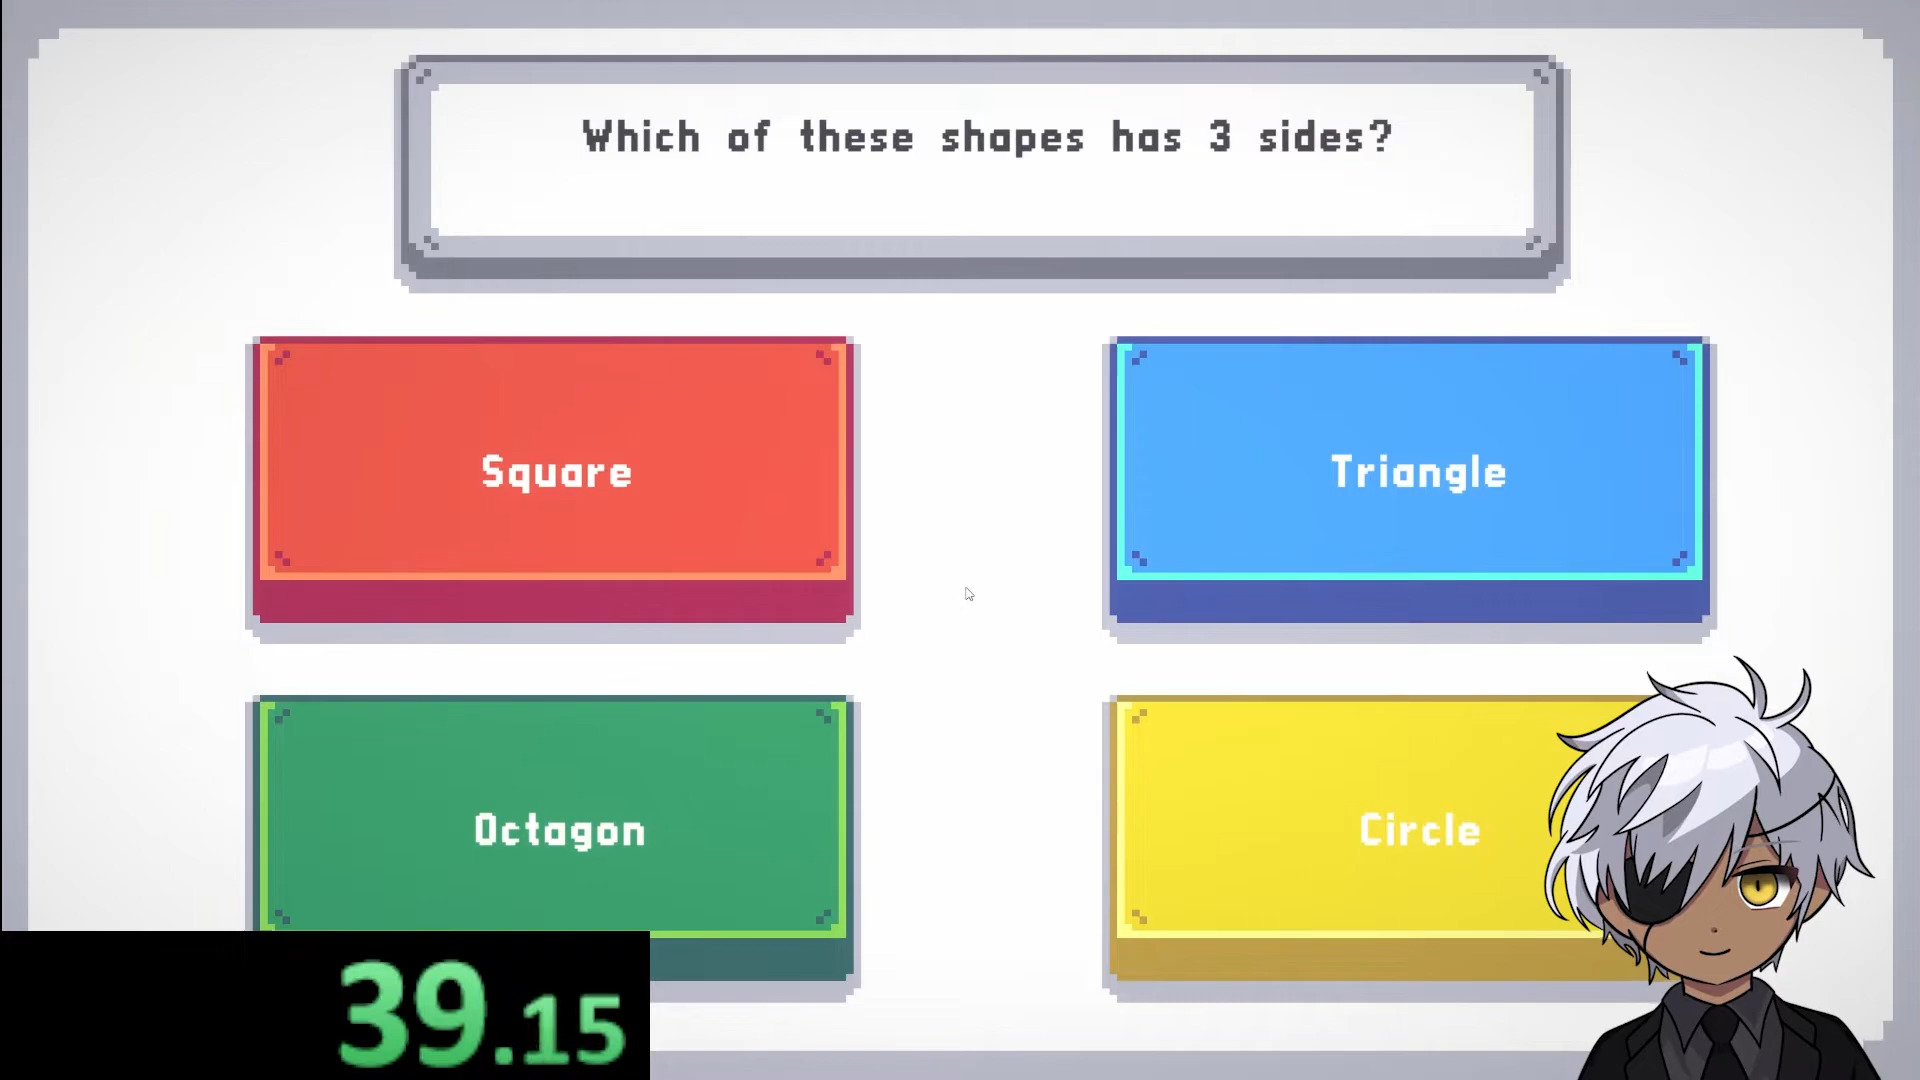 Which of these shapes has 3 sides?
Square
Triangle
Octagon
Circle
39.15